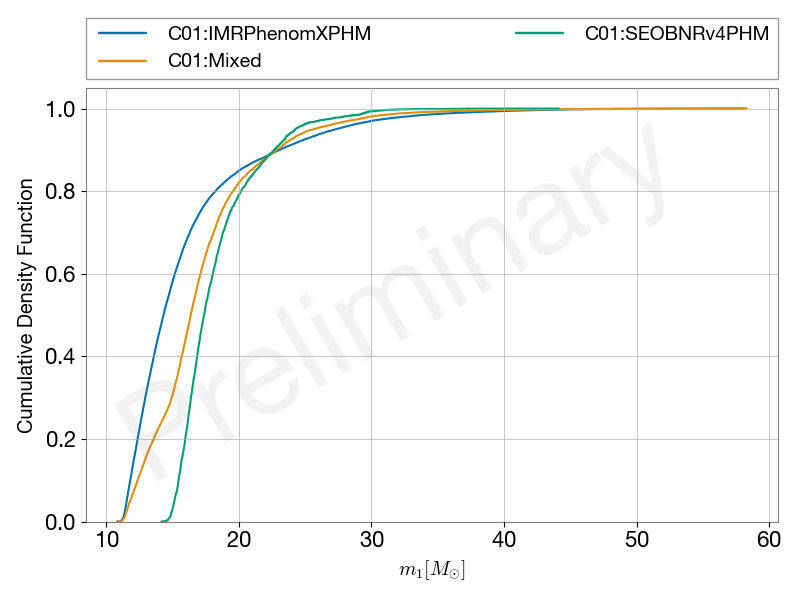 C01:IMRPhenomXPHM
C01:SEOBNRv4PHM
C01:Mixed
Cumulative Density Function
1.0
0.8
0.6
0.4
0.2
0.0
Preliminary
10 20 30 40 50 60
m₁[M☉]